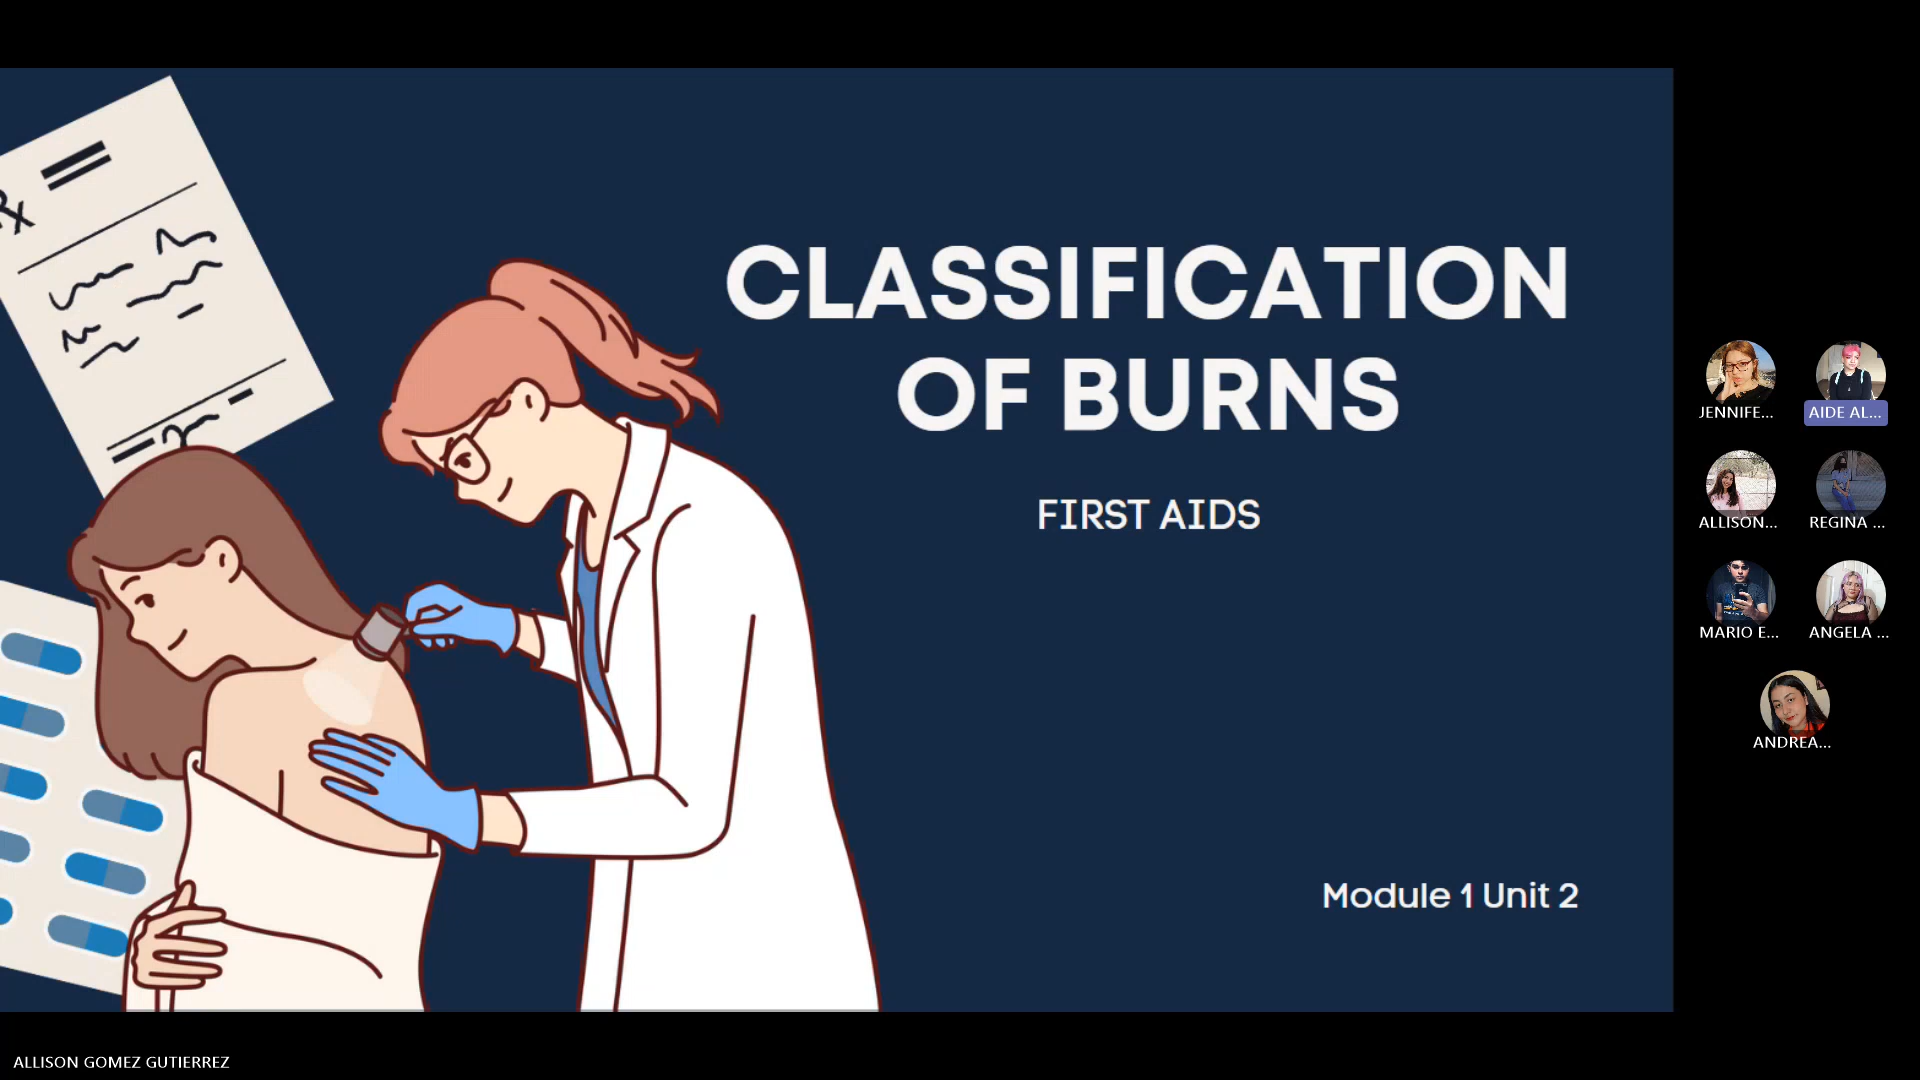 Rx
CLASSIFICATION
OF BURNS
FIRST AIDS
Module 1 Unit 2
JENNIFE...
AIDE AL...
ALLISON...
REGINA ...
MARIO E...
ANGELA ...
ANDREA...
ALLISON GOMEZ GUTIERREZ